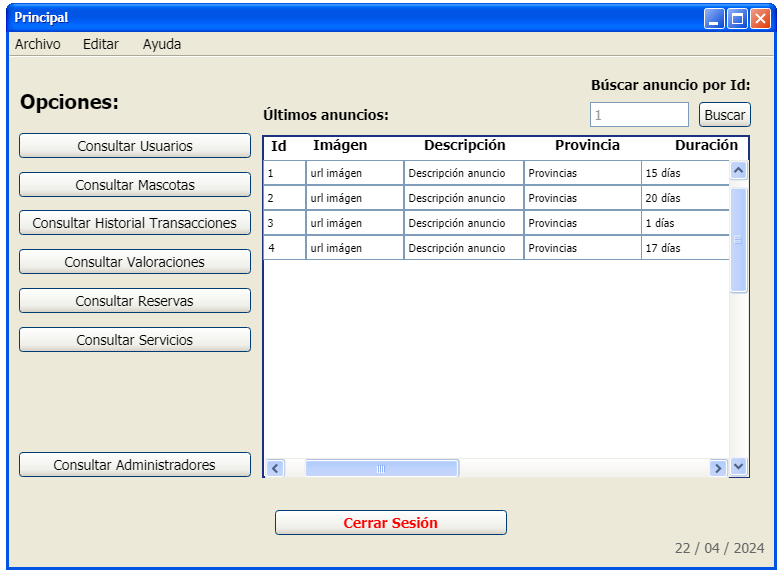 Principal
Archivo Editar Ayuda
Búscar anuncio por Id:
Opciones:
Últimos anuncios:
1 Buscar
Consultar Usuarios
Consultar Mascotas
Consultar Historial Transacciones
Consultar Valoraciones
Consultar Reservas
Consultar Servicios
Consultar Administradores
Id Imágen Descripción Provincia Duración
1 url imágen Descripción anuncio Provincias 15 días
2 url imágen Descripción anuncio Provincias 20 días
3 url imágen Descripción anuncio Provincias 1 días
4 url imágen Descripción anuncio Provincias 17 días
Cerrar Sesión
22 / 04 / 2024